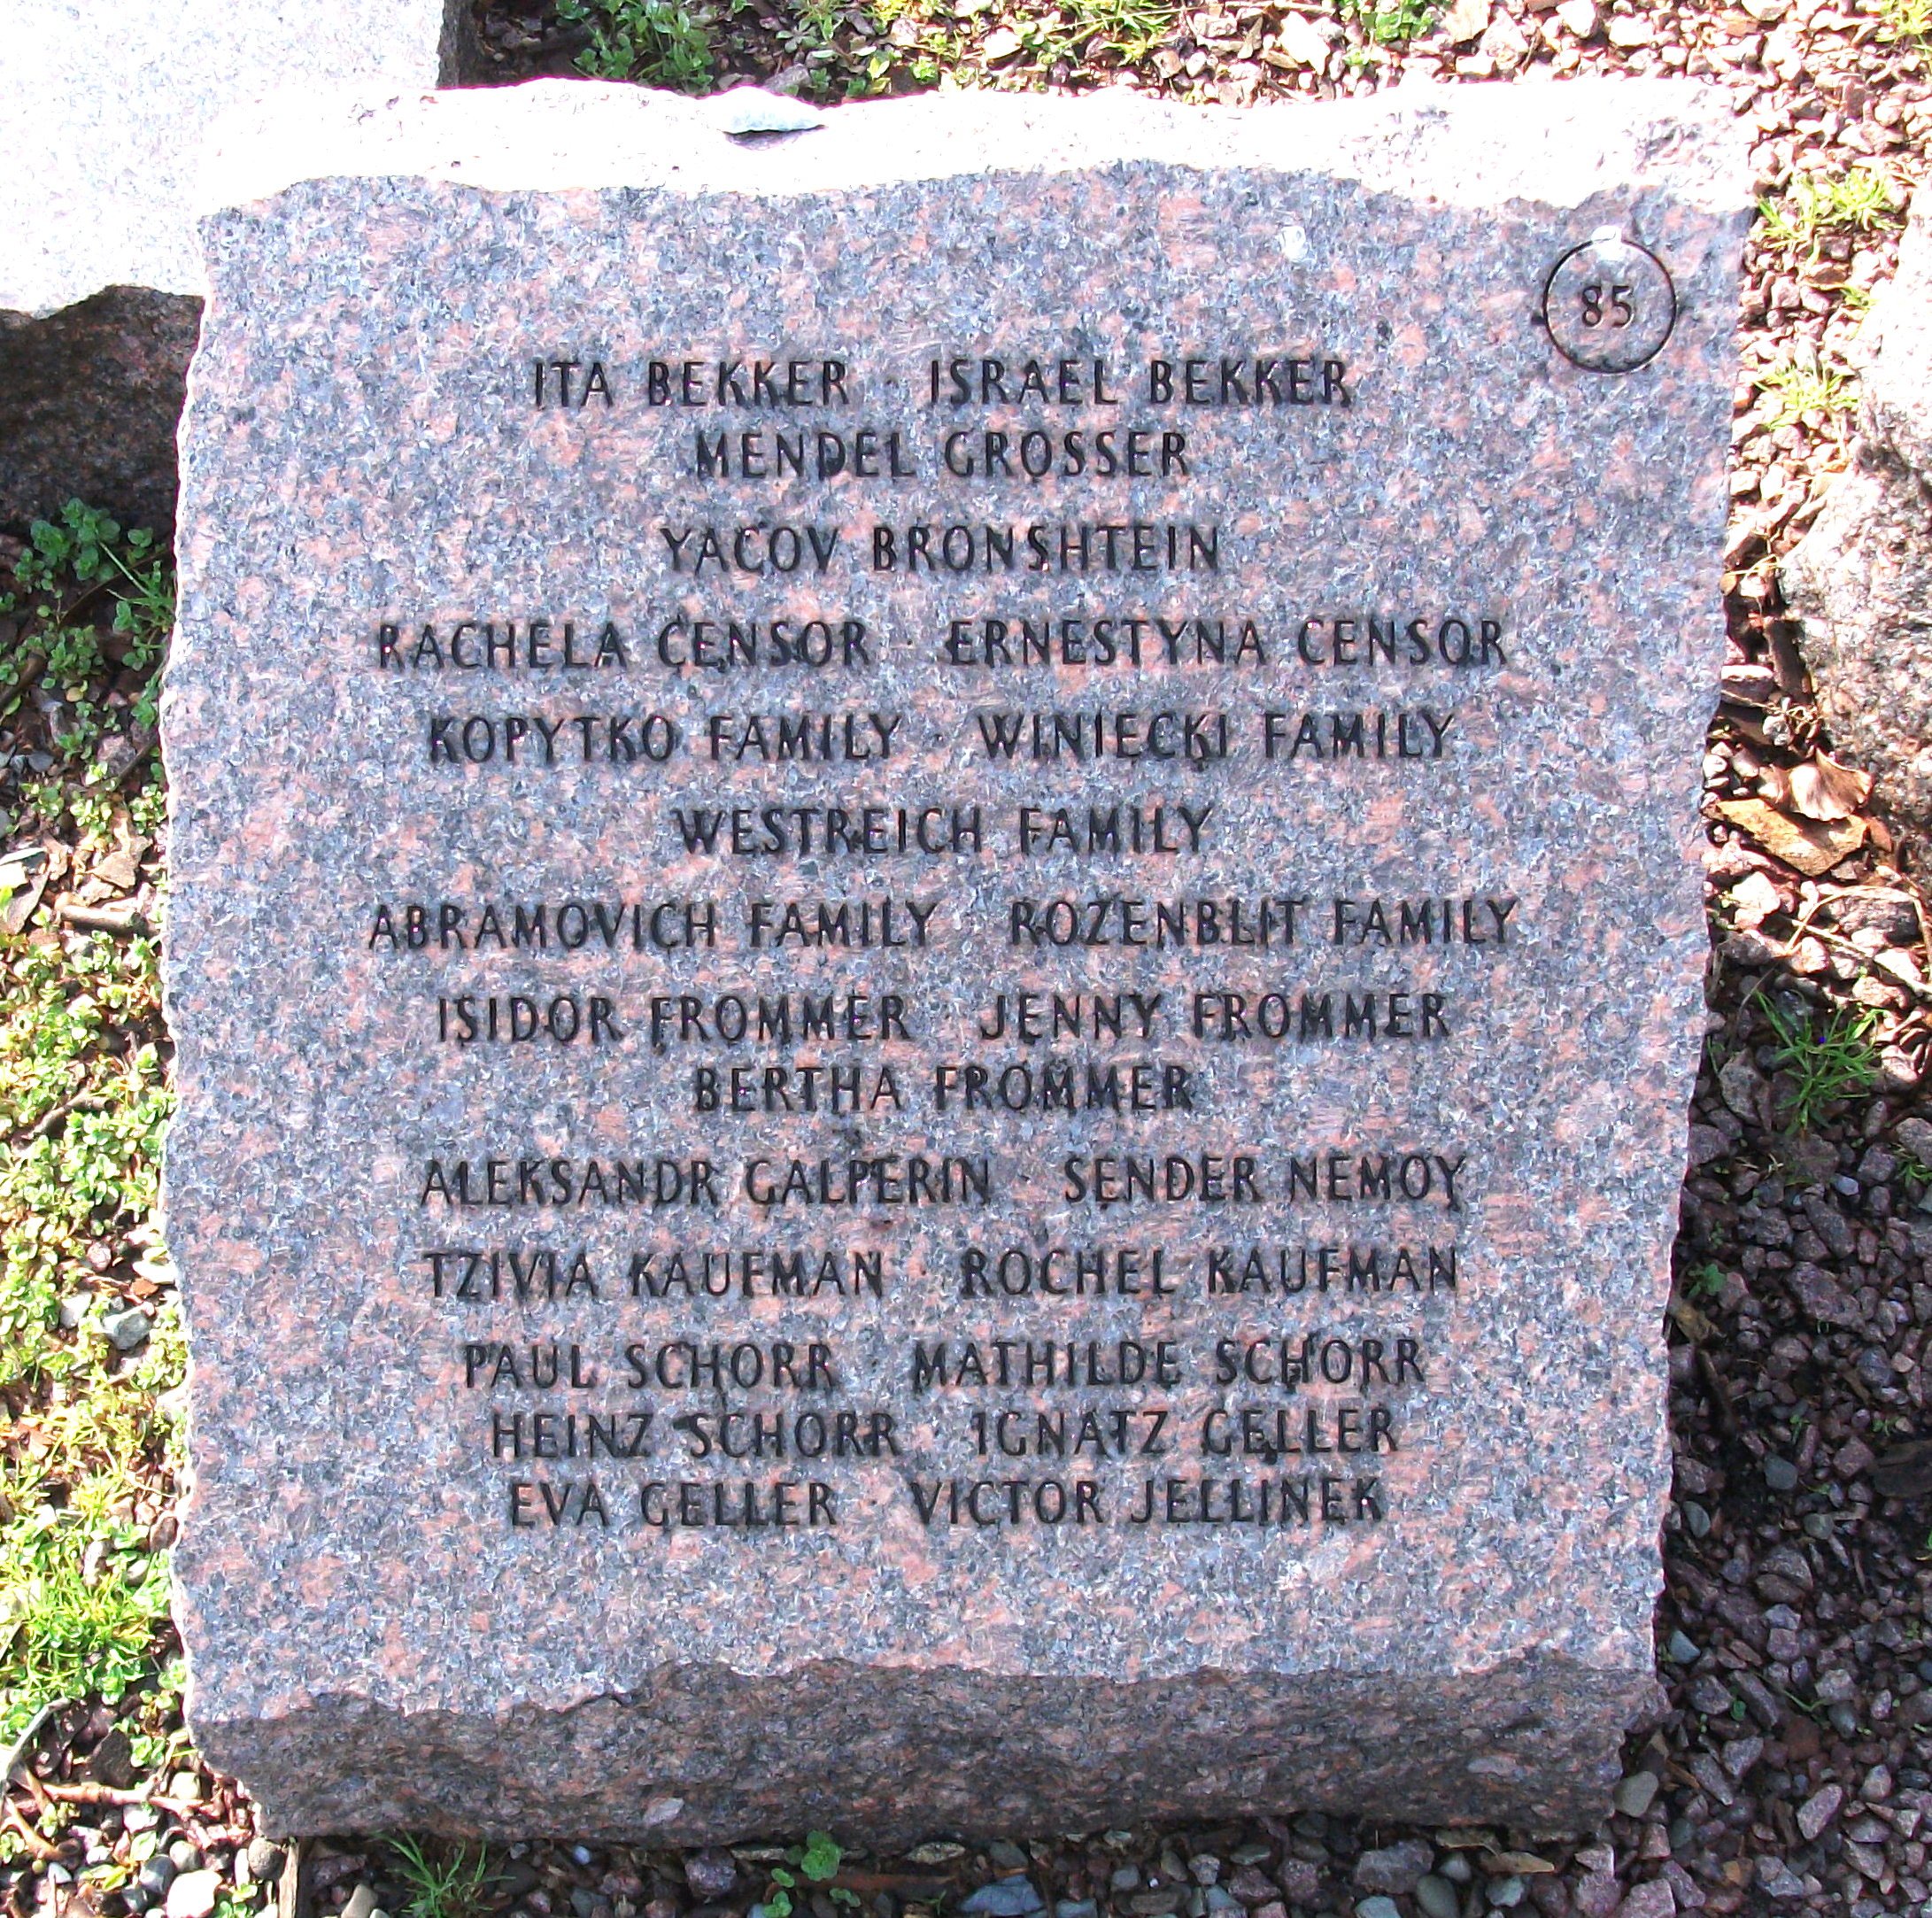 85
ITA BEKKER · ISRAEL BEKKER
MENDEL GROSSER
YACOV BRONSHTEIN
RACHELA CENSOR · ERNESTYNA CENSOR
KOPYTKO FAMILY · WINIECKI FAMILY
WESTREICH FAMILY
ABRAMOVICH FAMILY · ROZENBLIT FAMILY
ISIDOR FROMMER · JENNY FROMMER
BERTHA FROMMER
ALEKSANDR GALPERIN · SENDER NEMOY
TZIVIA KAUFMAN · ROCHEL KAUFMAN
PAUL SCHORR · MATHILDE SCHORR
HEINZ SCHORR · IGNATZ GELLER
EVA GELLER · VICTOR JELLINEK